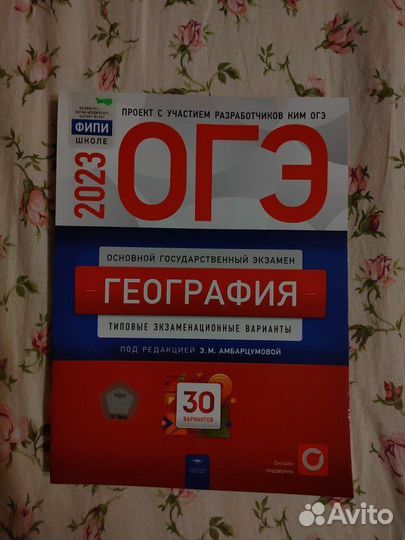 ПРОЕКТ С УЧАСТИЕМ РАЗРАБОТЧИКОВ КИМ ОГЭ
ФИПИ
ШКОЛЕ
2023
ОГЭ
ОСНОВНОЙ ГОСУДАРСТВЕННЫЙ ЭКЗАМЕН
ГЕОГРАФИЯ
ТИПОВЫЕ ЭКЗАМЕНАЦИОННЫЕ ВАРИАНТЫ
ПОД РЕДАКЦИЕЙ Э.М. АМБАРЦУМОВОЙ
30
ВАРИАНТОВ
Онлайн
поддержка
Avito